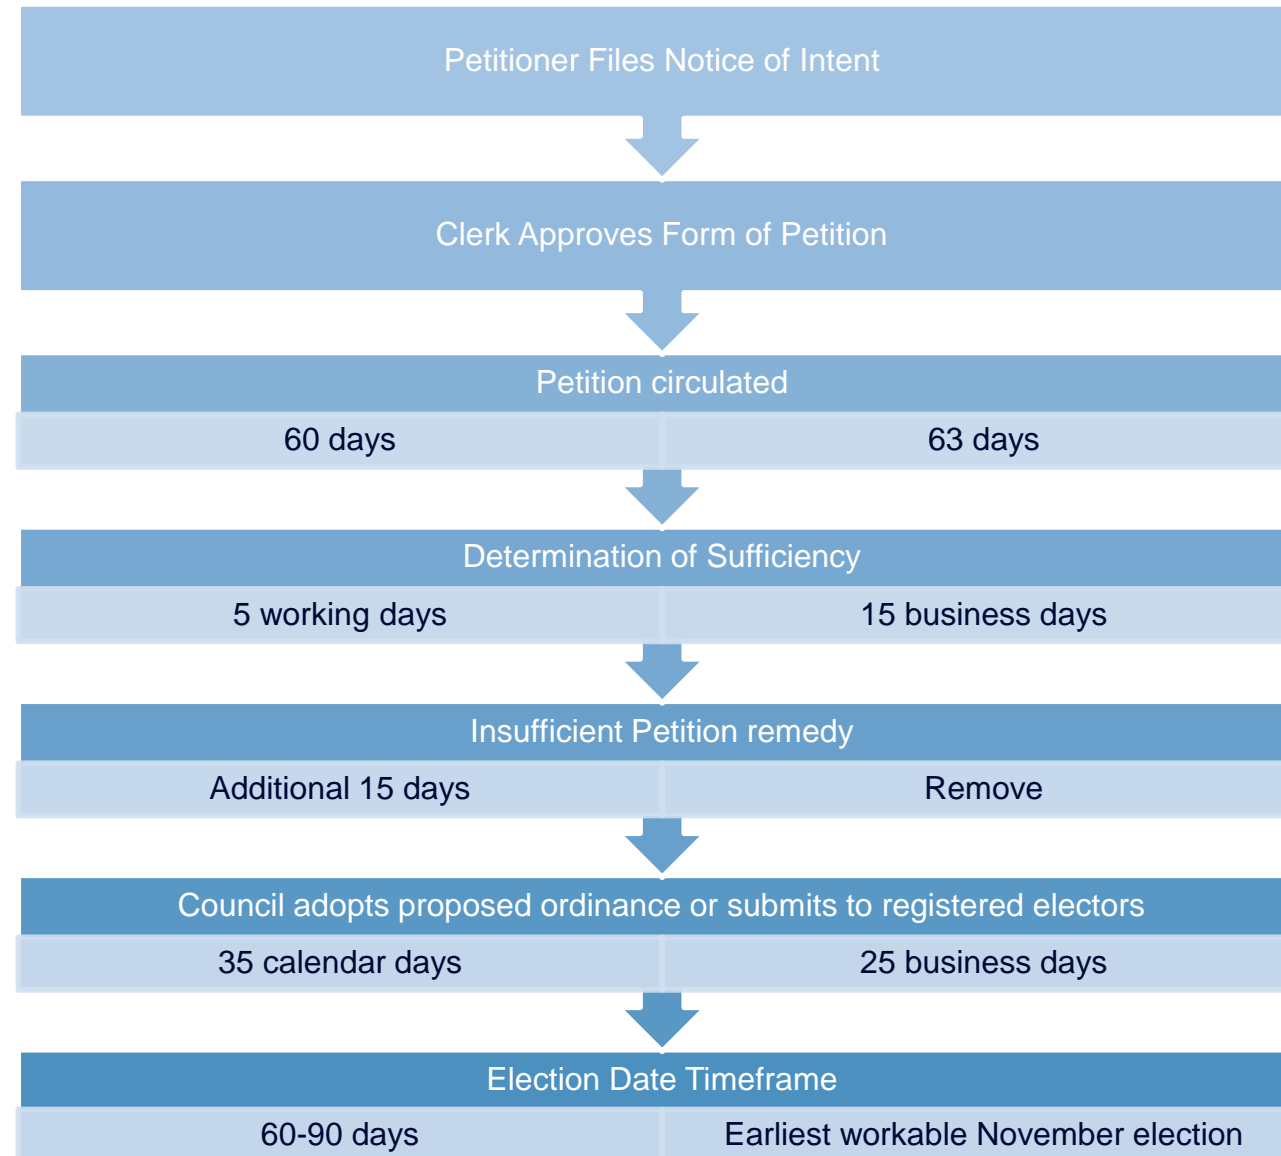 Petitioner Files Notice of Intent
Clerk Approves Form of Petition
Petition circulated
60 days
63 days
Determination of Sufficiency
5 working days
15 business days
Insufficient Petition remedy
Additional 15 days
Remove
Council adopts proposed ordinance or submits to registered electors
35 calendar days
25 business days
Election Date Timeframe
60-90 days
Earliest workable November election